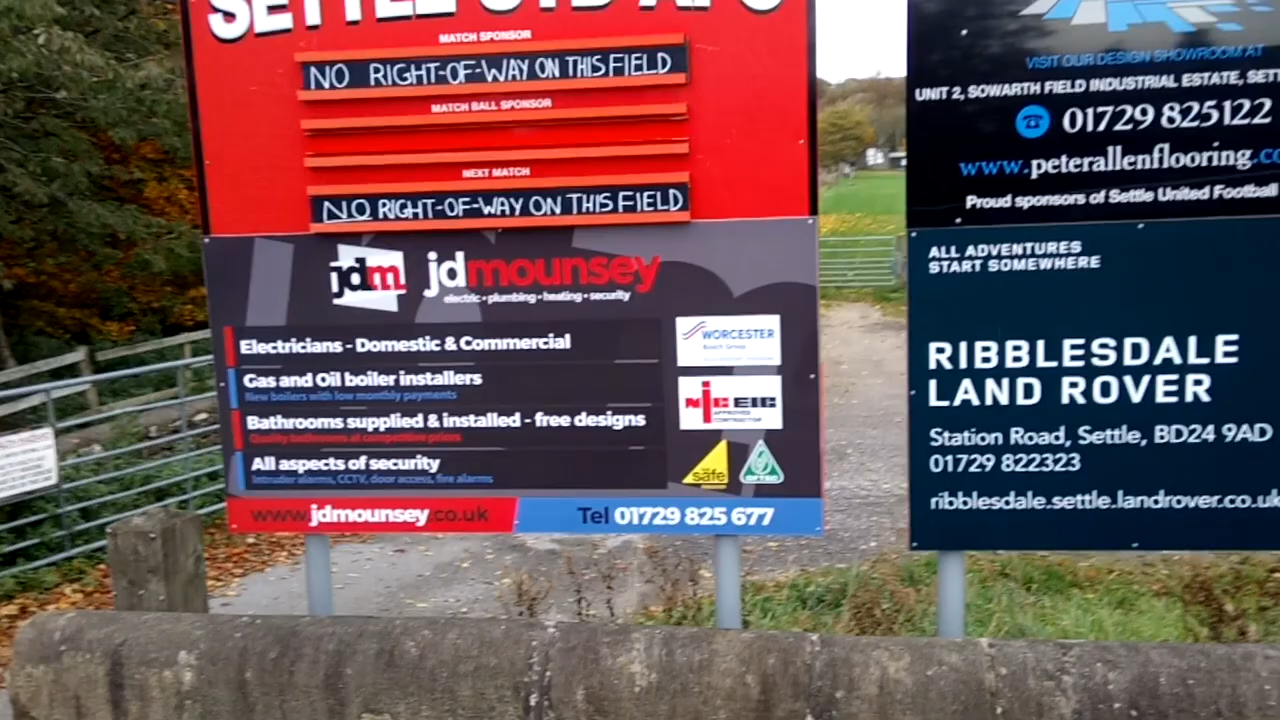 SETTLE UTD AFC
MATCH SPONSOR
NO RIGHT-OF-WAY ON THIS FIELD
MATCH BALL SPONSOR
NEXT MATCH
NO RIGHT-OF-WAY ON THIS FIELD
jdm jdmounsey
electric • plumbing • heating • security
Electricians - Domestic & Commercial
Gas and Oil boiler installers
New boilers with low monthly payments
Bathrooms supplied & installed - free designs
Quality bathrooms at competitive prices
All aspects of security
Intruder alarms, CCTV, door access, fire alarms
WORCESTER
Bosch Group
NICEIC
APPROVED
CONTRACTOR
safe
OFTEC
www.jdmounsey.co.uk
Tel 01729 825 677
VISIT OUR DESIGN SHOWROOM AT
UNIT 2, SOWARTH FIELD INDUSTRIAL ESTATE, SETT
01729 825122
www.peterallenflooring.co
Proud sponsors of Settle United Football
ALL ADVENTURES
START SOMEWHERE
RIBBLESDALE
LAND ROVER
Station Road, Settle, BD24 9AD
01729 822323
ribblesdale.settle.landrover.co.uk